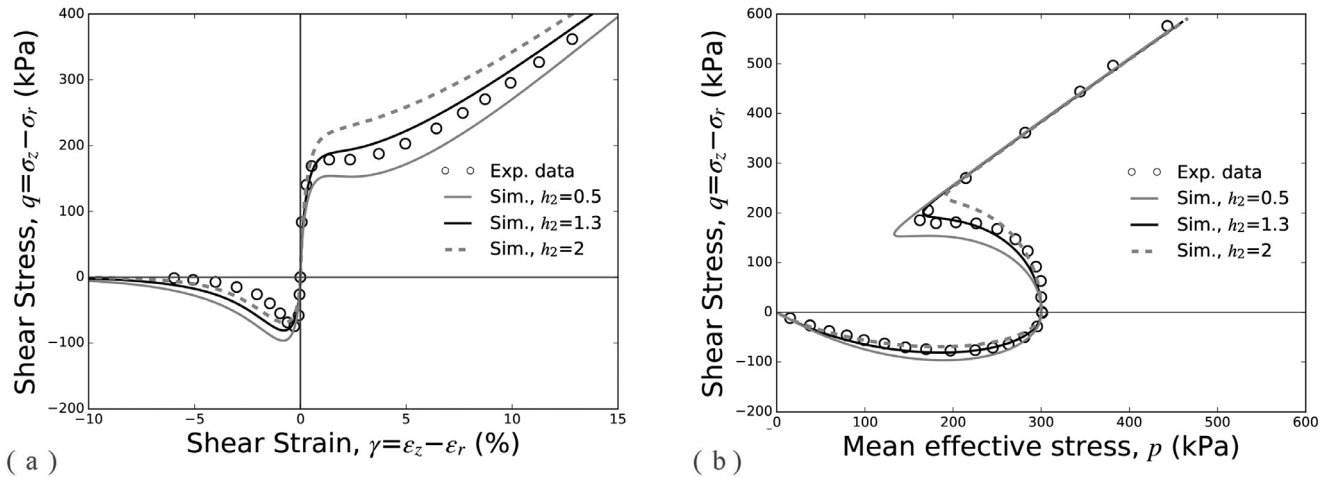 400
300
200
100
0
−100
−200
Shear Stress, q=σz−σr (kPa)
Exp. data
Sim., h2=0.5
Sim., h2=1.3
Sim., h2=2
−10
−5
0
5
10
15
Shear Strain, γ=εz−εr (%)
( a )
600
500
400
300
200
100
0
−100
−200
Shear Stress, q=σz−σr (kPa)
Exp. data
Sim., h2=0.5
Sim., h2=1.3
Sim., h2=2
100
200
300
400
500
600
Mean effective stress, p (kPa)
( b )